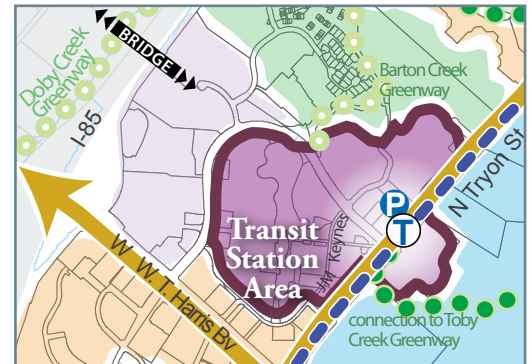 BRIDGE
Doby Creek
Greenway
I-85
Barton Creek
Greenway
N Tryon St
P
T
Transit
Station
Area
JW Keynes
W W. T. Harris Bv
connection to Toby
Creek Greenway